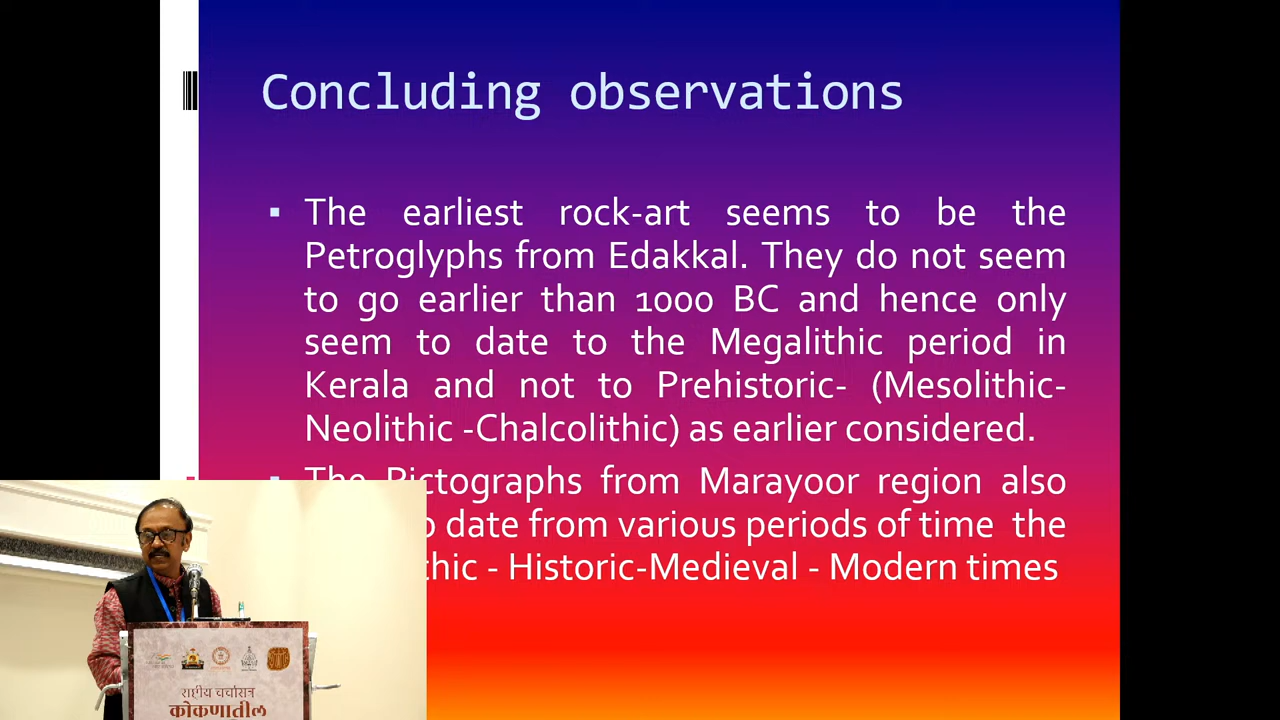 Concluding observations
▪ The earliest rock-art seems to be the
Petroglyphs from Edakkal. They do not seem
to go earlier than 1000 BC and hence only
seem to date to the Megalithic period in
Kerala and not to Prehistoric- (Mesolithic-
Neolithic -Chalcolithic) as earlier considered.
The Pictographs from Marayoor region also
date from various periods of time the
- Historic-Medieval - Modern times
राष्ट्रीय चर्चासत्र
कोकणातील